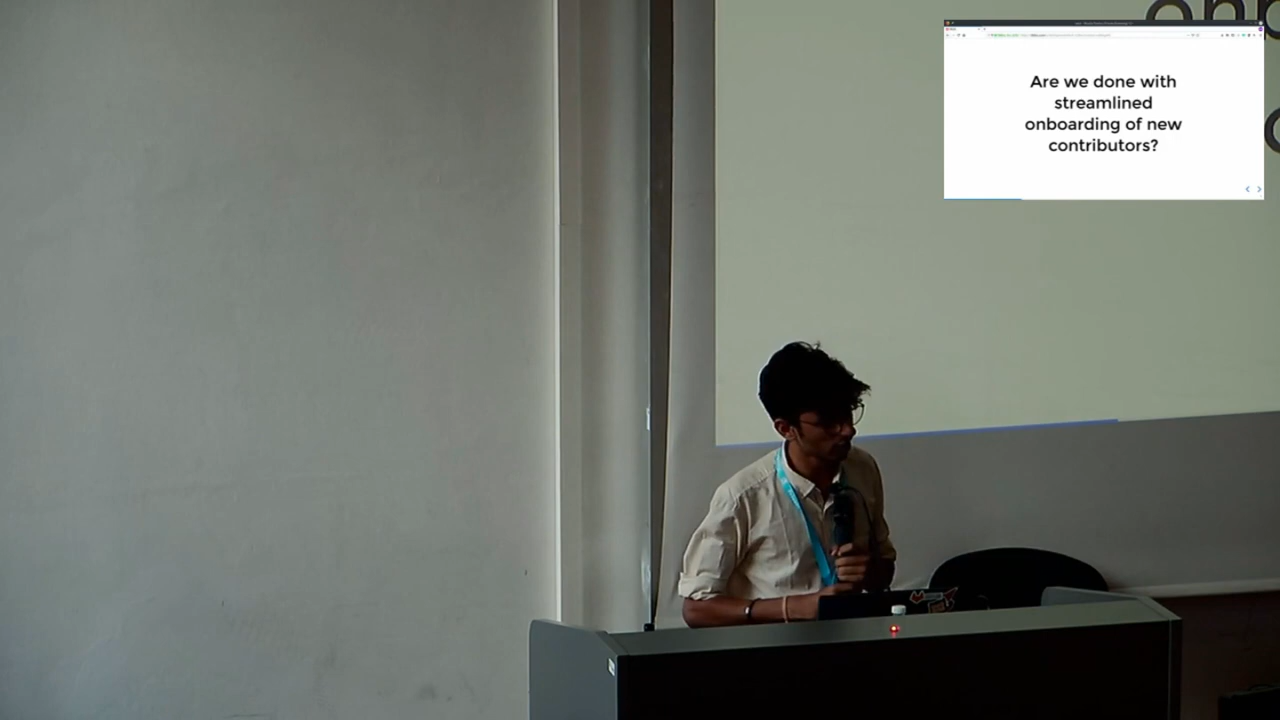 Are we done with
streamlined
onboarding of new
contributors?